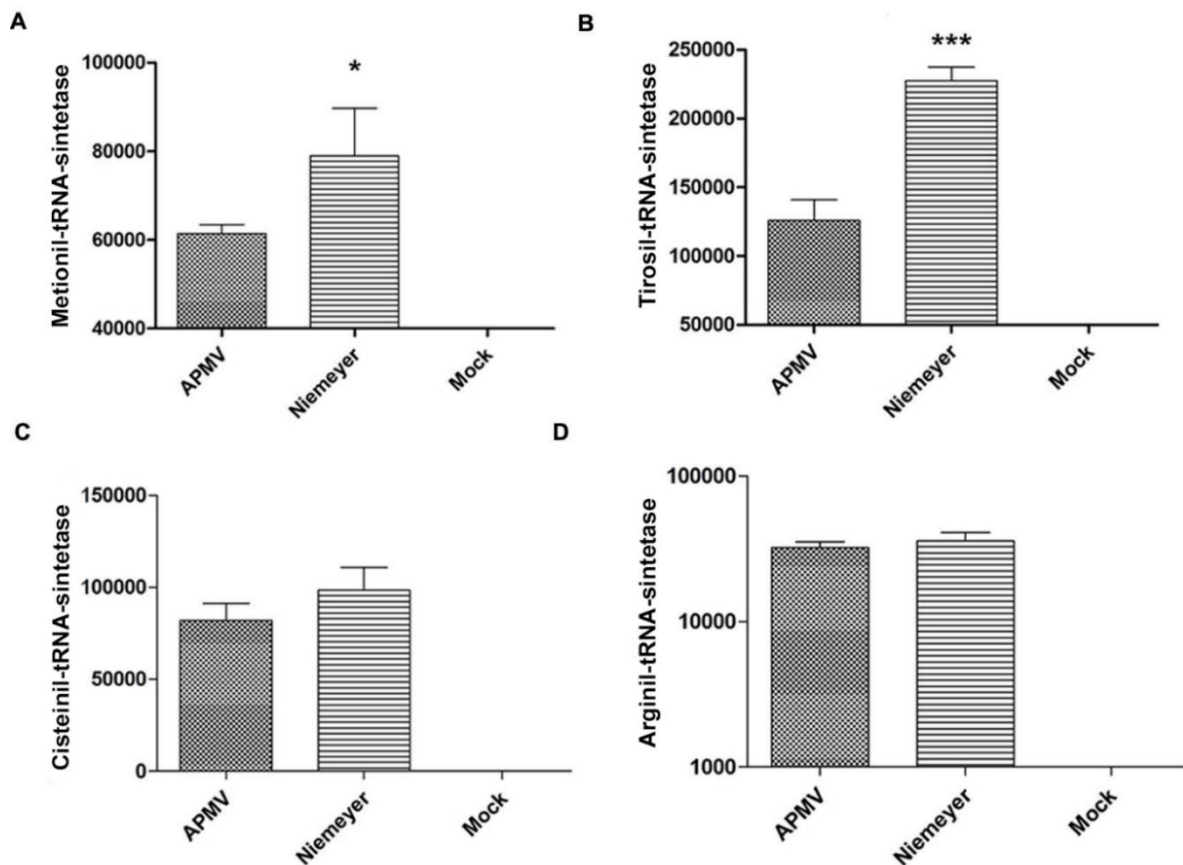 A
Metionil-tRNA-sintetase
100000
80000
60000
40000
*
APMV
Niemeyer
Mock
B
Tirosil-tRNA-sintetase
250000
200000
150000
100000
50000
***
APMV
Niemeyer
Mock
C
Cisteinil-tRNA-sintetase
150000
100000
50000
0
APMV
Niemeyer
Mock
D
Arginil-tRNA-sintetase
100000
10000
1000
APMV
Niemeyer
Mock